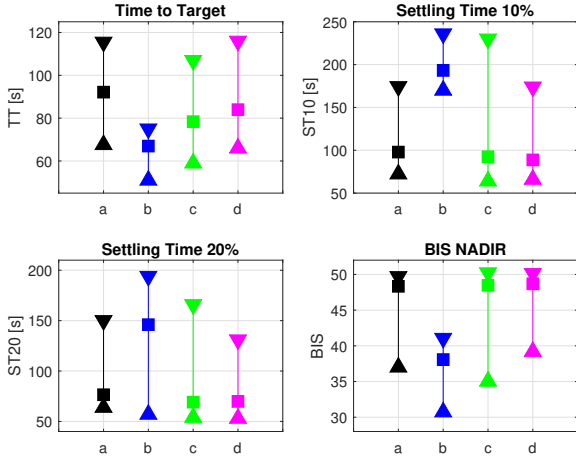 Time to Target
TT [s]
120
100
80
60
a b c d
Settling Time 10%
ST10 [s]
250
200
150
100
50
a b c d
Settling Time 20%
ST20 [s]
200
150
100
50
a b c d
BIS NADIR
BIS
50
45
40
35
30
a b c d